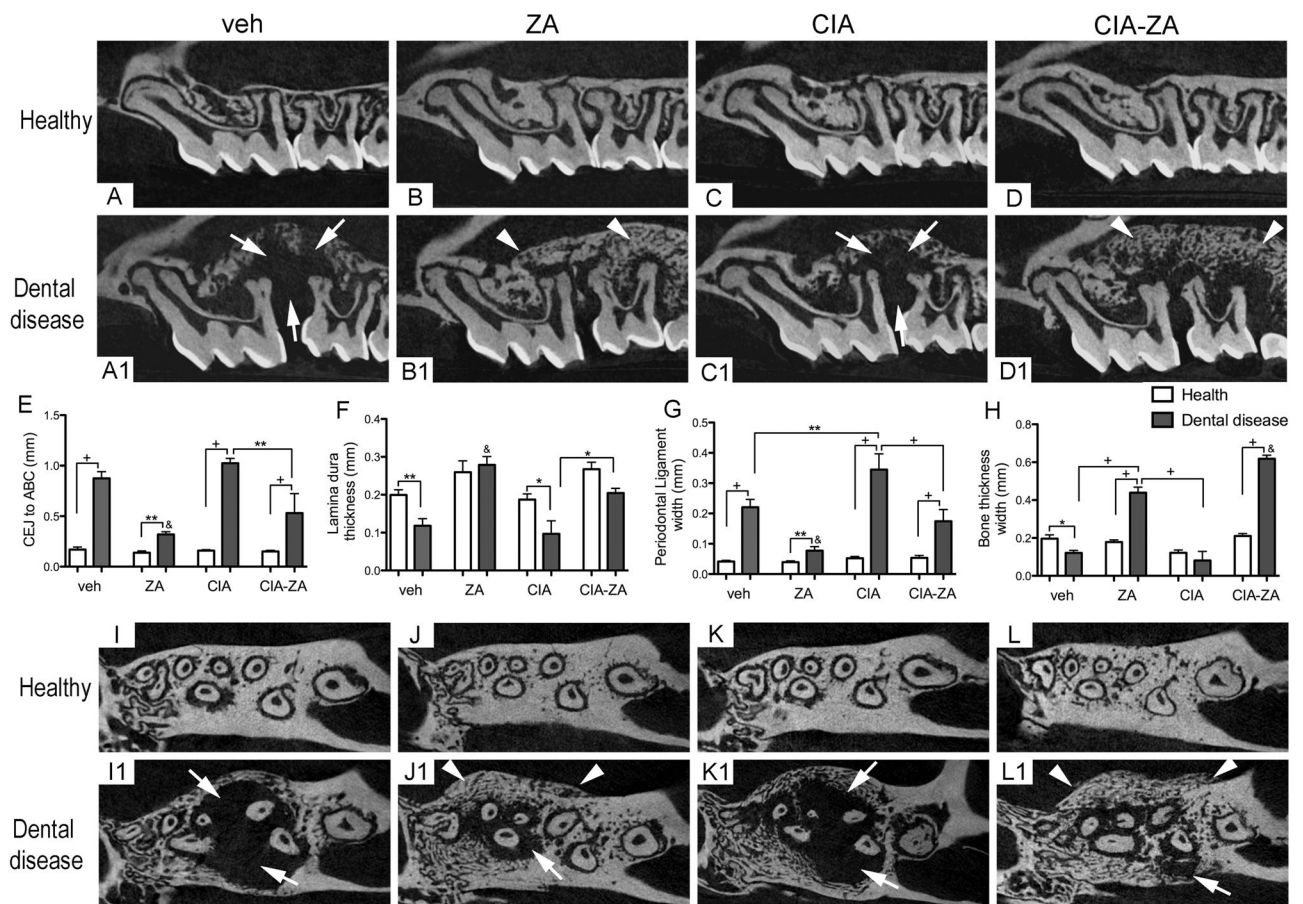 veh ZA CIA CIA-ZA
Healthy
A B C D
Dental
disease
A1 B1 C1 D1
E
CEJ to ABC (mm)
1.5
1.0
0.5
0.0
+ ** & + ** +
veh ZA CIA CIA-ZA
F
Lamina dura
thickness (mm)
0.4
0.3
0.2
0.1
0.0
** & * *
veh ZA CIA CIA-ZA
G
Periodontal Ligament
width (mm)
0.5
0.4
0.3
0.2
0.1
0.0
** + ** & + + +
veh ZA CIA CIA-ZA
H
Health
Dental disease
Bone thickness
width (mm)
0.8
0.6
0.4
0.2
0.0
* + + + + &
veh ZA CIA CIA-ZA
Healthy
I J K L
Dental
disease
I1 J1 K1 L1